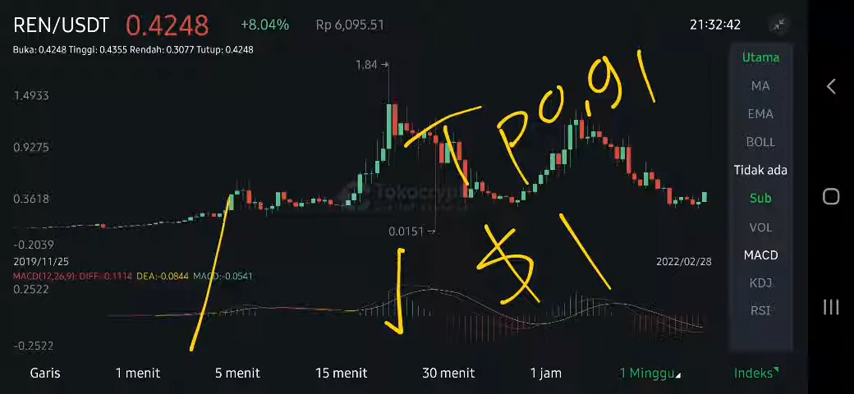 REN/USDT 0.4248 +8.04% Rp 6,095.51 21:32:42
Buka: 0.4248 Tinggi: 0.4355 Rendah: 0.3077 Tutup: 0.4248
Utama
1.84
1.4933
MA
TP 0,91
EMA
0.9275
BOLL
Tidak ada
Tokocrypto
0.3618
Sub
0.0151
VOL
-0.2039
$1
2019/11/25 2022/02/28
MACD
MACD(12,26,9): DIFF:-0.1114 DEA:-0.0844 MACD:-0.0541
0.2522
KDJ
RSI
-0.2522
Garis 1 menit 5 menit 15 menit 30 menit 1 jam 1 Minggu Indeks